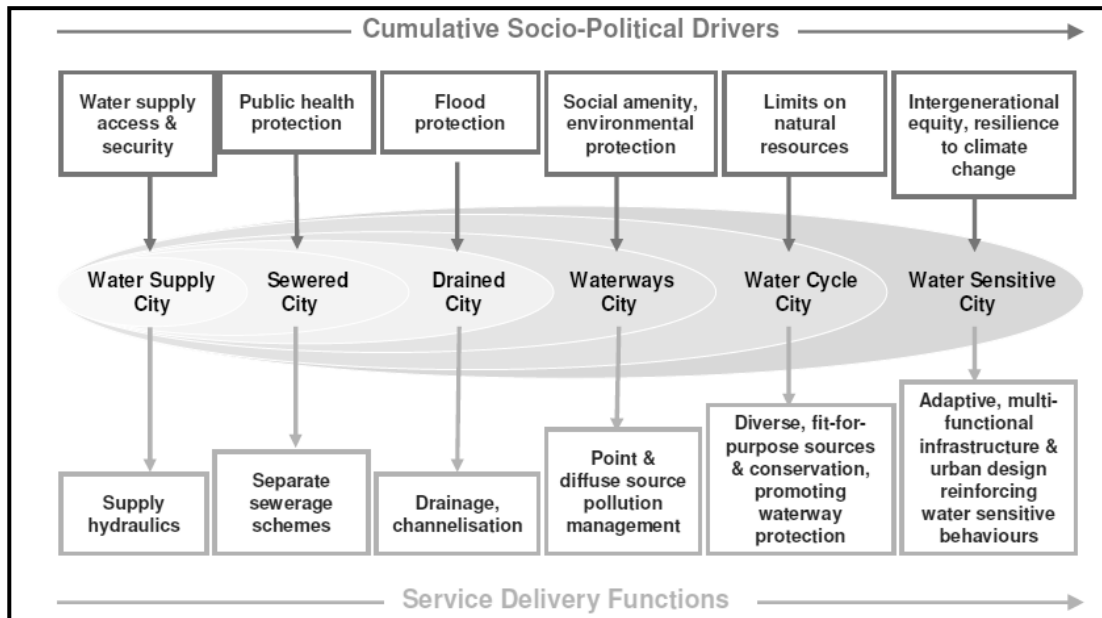 Cumulative Socio-Political Drivers
Water supply
access &
security
Public health
protection
Flood
protection
Social amenity,
environmental
protection
Limits on
natural
resources
Intergenerational
equity, resilience
to climate
change
Water Supply
City
Sewered
City
Drained
City
Waterways
City
Water Cycle
City
Water Sensitive
City
Supply
hydraulics
Separate
sewerage
schemes
Drainage,
channelisation
Point &
diffuse source
pollution
management
Diverse, fit-for-
purpose sources
& conservation,
promoting
waterway
protection
Adaptive, multi-
functional
infrastructure &
urban design
reinforcing
water sensitive
behaviours
Service Delivery Functions